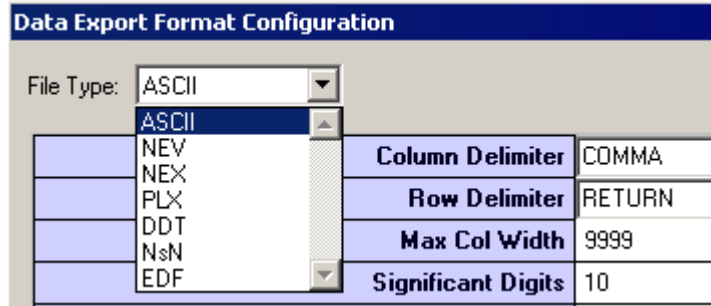 Data Export Format Configuration
File Type: ASCII
ASCII
NEV
NEX
PLX
DDT
NsN
EDF
Column Delimiter COMMA
Row Delimiter RETURN
Max Col Width 9999
Significant Digits 10